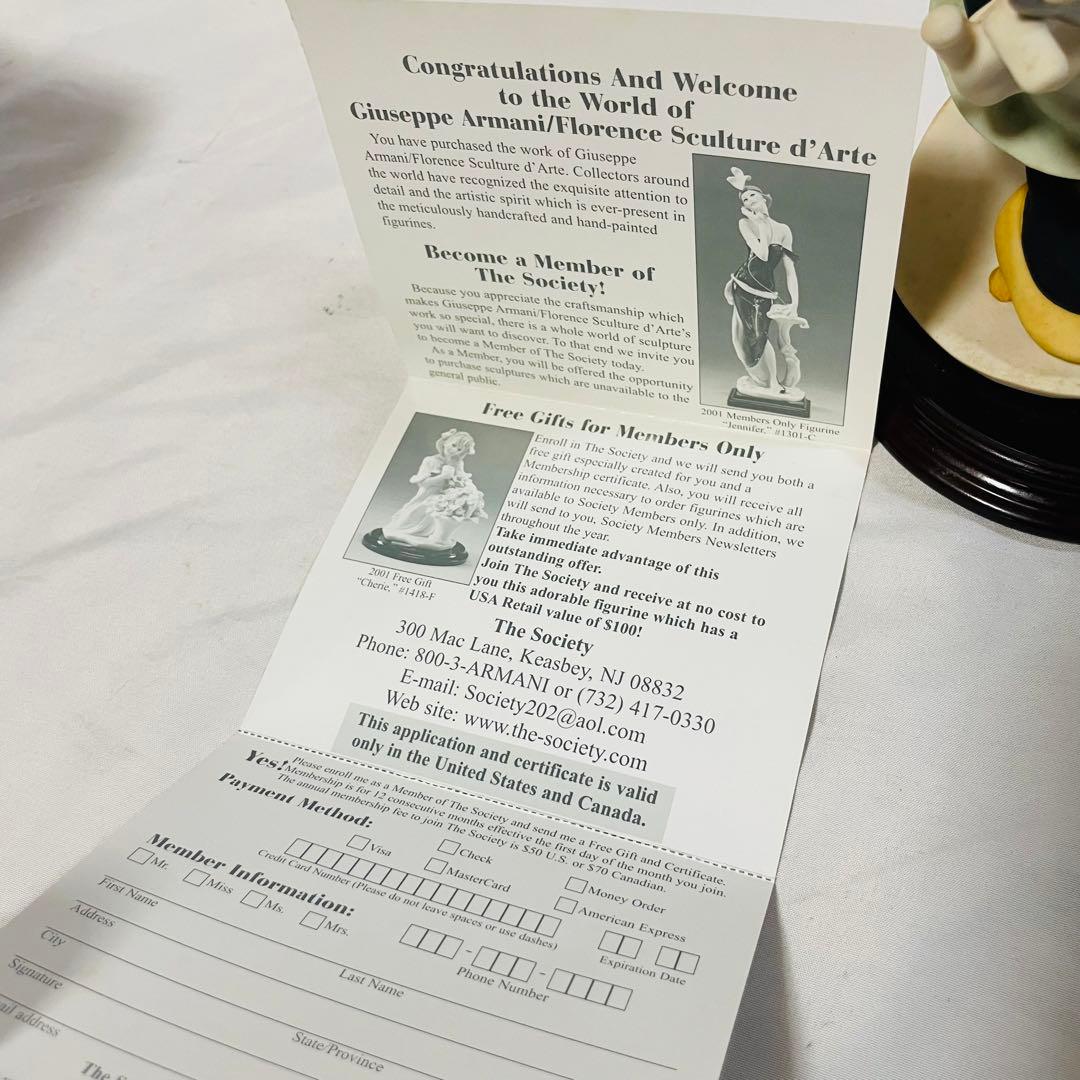 Congratulations And Welcome
to the World of
Giuseppe Armani/Florence Sculture d'Arte
You have purchased the work of Giuseppe
Armani/Florence Sculture d'Arte. Collectors around
the world have recognized the exquisite attention to
detail and the artistic spirit which is ever-present in
the meticulously handcrafted and hand-painted
figurines.
Become a Member of
The Society!
Because you appreciate the craftsmanship which
makes Giuseppe Armani/Florence Sculture d'Arte's
work so special, there is a whole world of sculpture
you will want to discover. To that end we invite you
to become a Member of The Society today.
As a Member, you will be offered the opportunity
to purchase sculptures which are unavailable to the
general public.
2001 Members Only Figurine
"Jennifer," #1301-C
Free Gifts for Members Only
Enroll in The Society and we will send you both a
free gift especially created for you and a
Membership certificate. Also, you will receive all
information necessary to order figurines which are
available to Society Members only. In addition, we
will send to you, Society Members Newsletters
throughout the year.
Take immediate advantage of this
outstanding offer.
Join The Society and receive at no cost to
you this adorable figurine which has a
USA Retail value of $100!
2001 Free Gift
"Cherie," #1418-F
The Society
300 Mac Lane, Keasbey, NJ 08832
Phone: 800-3-ARMANI or (732) 417-0330
E-mail: Society202@aol.com
Web site: www.the-society.com
This application and certificate is valid
only in the United States and Canada.
Yes! Please enroll me as a Member of The Society and send me a Free Gift and Certificate.
Membership is for 12 consecutive months effective the first day of the month you join.
The annual membership fee to join The Society is $50 U.S. or $70 Canadian.
Payment Method:
Visa
Check
Money Order
MasterCard
American Express
Credit Card Number (Please do not leave spaces or use dashes)
Expiration Date
Member Information:
Mr.
Miss
Ms.
Mrs.
Phone Number
First Name
Last Name
Address
City
State/Province
Signature
ail address
The